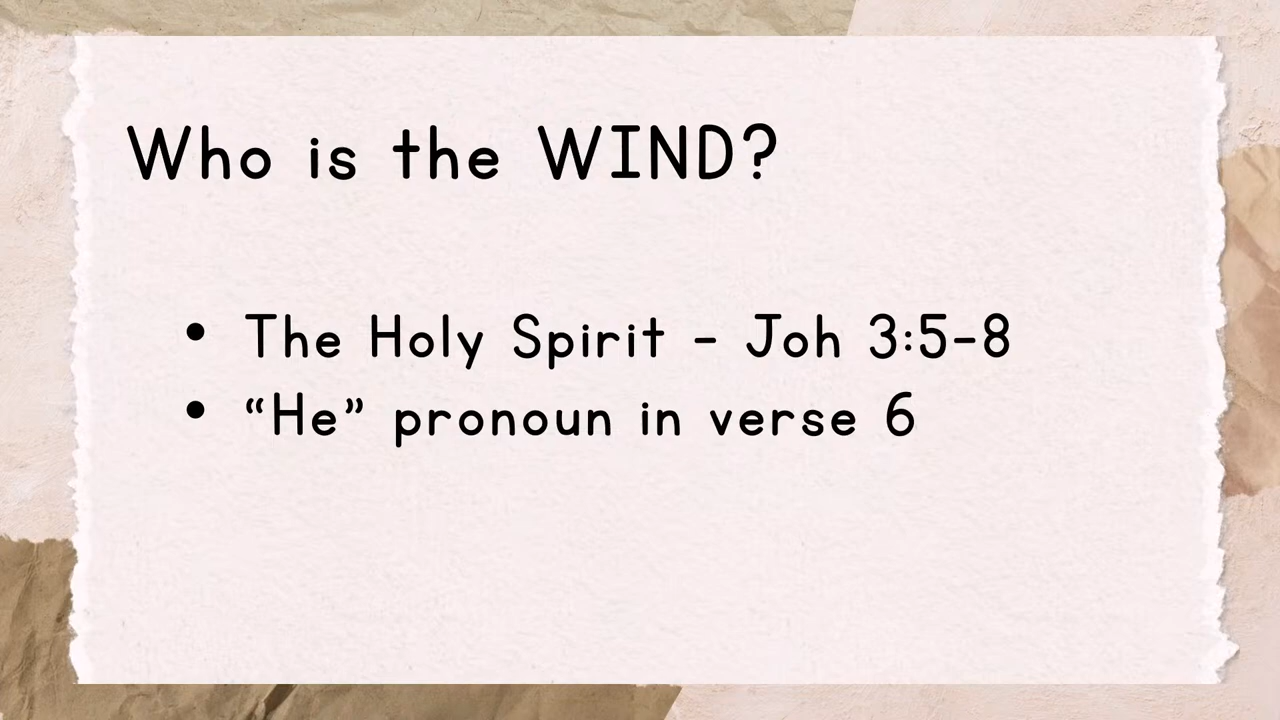 Who is the WIND?
• The Holy Spirit - Joh 3:5-8
• “He” pronoun in verse 6